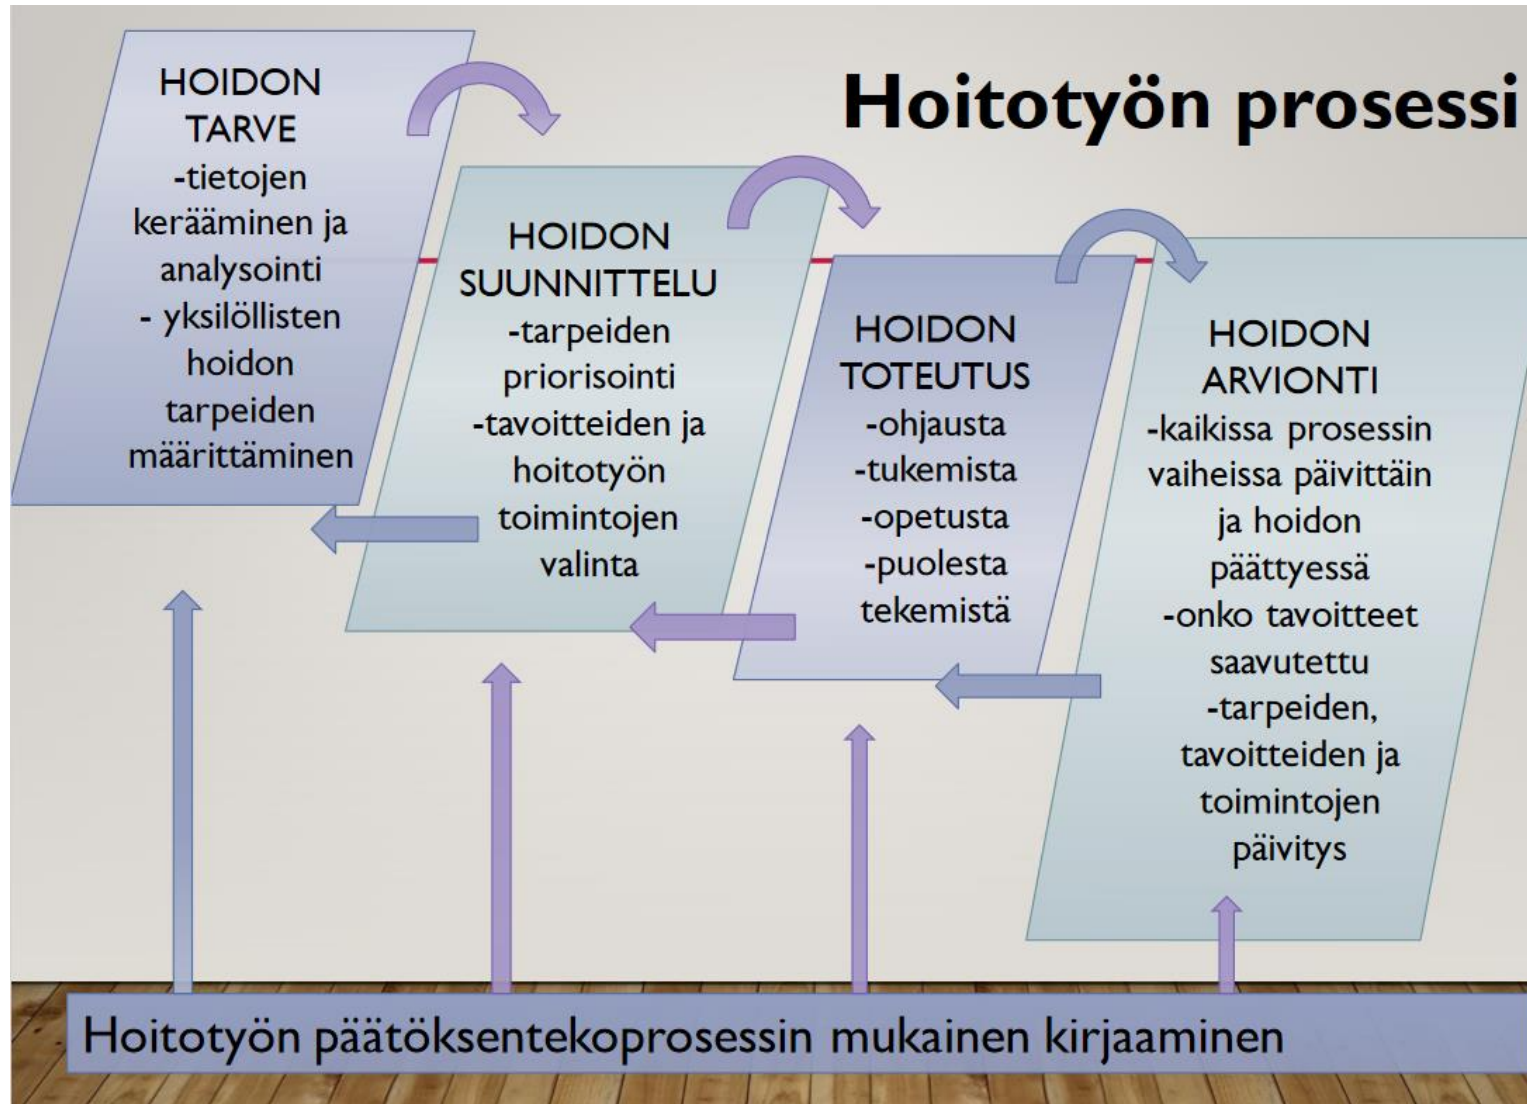 Hoitotyön prosessi
HOIDON
TARVE
-tietojen
kerääminen ja
analysointi
- yksilöllisten
hoidon
tarpeiden
määrittäminen
HOIDON
SUUNNITTELU
-tarpeiden
priorisointi
-tavoitteiden ja
hoitotyön
toimintojen
valinta
HOIDON
TOTEUTUS
-ohjausta
-tukemista
-opetusta
-puolesta
tekemistä
HOIDON
ARVIONTI
-kaikissa prosessin
vaiheissa päivittäin
ja hoidon
päättyessä
-onko tavoitteet
saavutettu
-tarpeiden,
tavoitteiden ja
toimintojen
päivitys
Hoitotyön päätöksentekoprosessin mukainen kirjaaminen